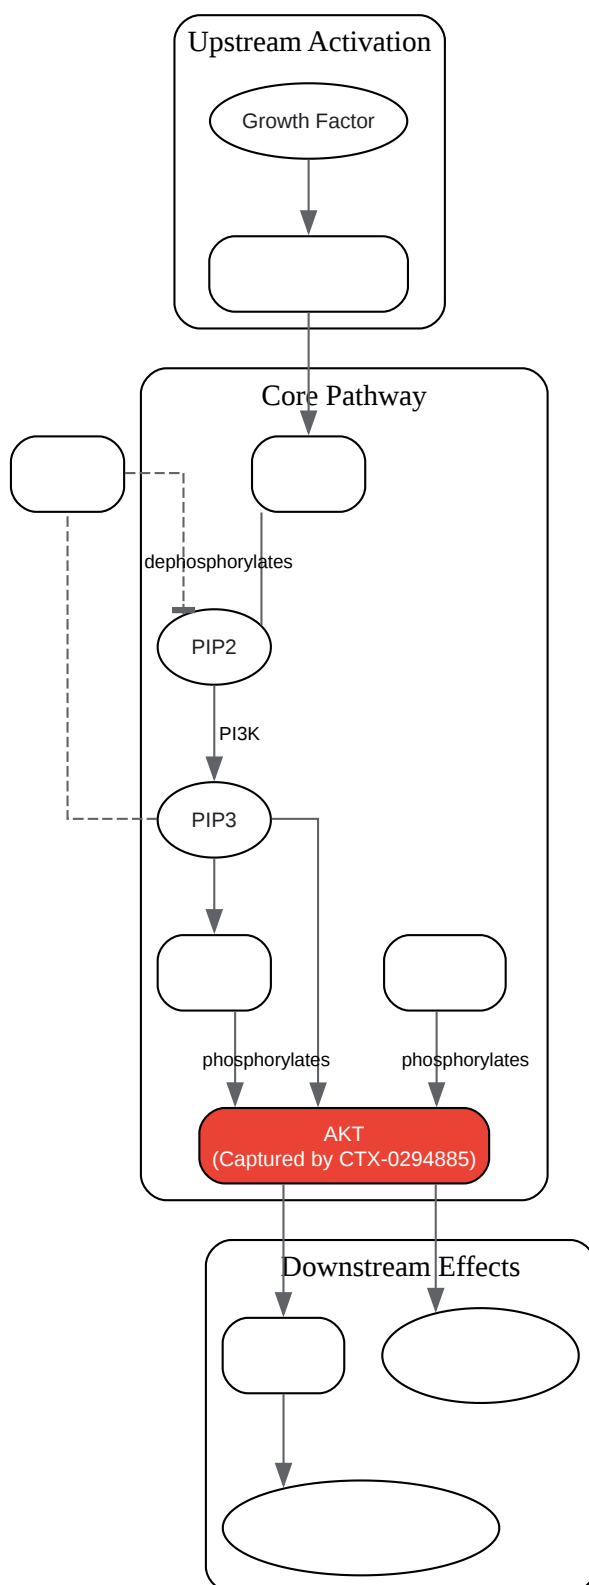 Upstream Activation
Growth Factor
Core Pathway
dephosphorylates
PIP2
PI3K
PIP3
phosphorylates
phosphorylates
AKT
(Captured by CTX-0294885)
Downstream Effects